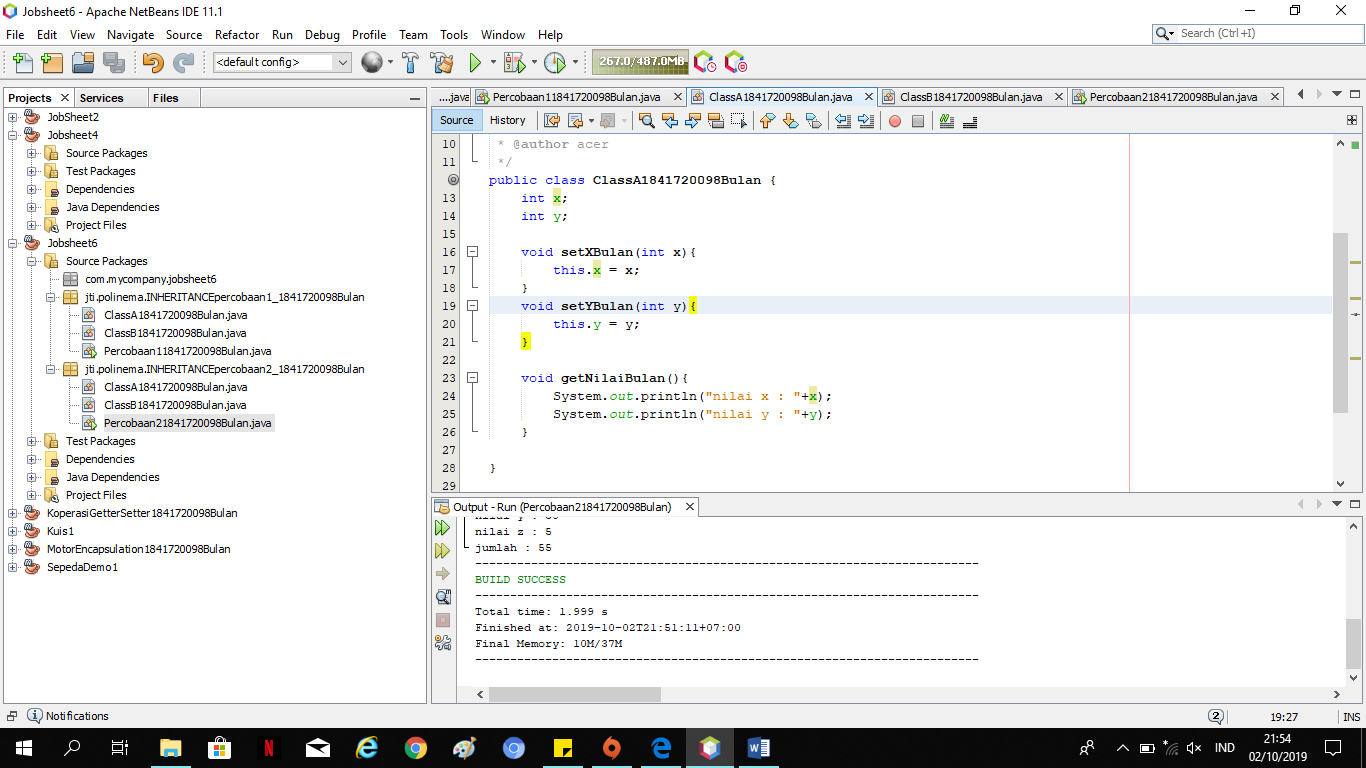 Jobsheet6 - Apache NetBeans IDE 11.1
File Edit View Navigate Source Refactor Run Debug Profile Team Tools Window Help
Search (Ctrl+I)
<default config>
267.0/487.0MB
Projects Services Files
JobSheet2
Jobsheet4
Source Packages
Test Packages
Dependencies
Java Dependencies
Project Files
Jobsheet6
Source Packages
com.mycompany.jobsheet6
jti.polinema.INHERITANCEpercobaan1_1841720098Bulan
ClassA1841720098Bulan.java
ClassB1841720098Bulan.java
Percobaan11841720098Bulan.java
jti.polinema.INHERITANCEpercobaan2_1841720098Bulan
ClassA1841720098Bulan.java
ClassB1841720098Bulan.java
Percobaan21841720098Bulan.java
Test Packages
Dependencies
Java Dependencies
Project Files
KoperasiGetterSetter1841720098Bulan
Kuis1
MotorEncapsulation1841720098Bulan
SepedaDemo1
....java Percobaan11841720098Bulan.java ClassA1841720098Bulan.java ClassB1841720098Bulan.java Percobaan21841720098Bulan.java
Source History
10 * @author acer
11 */
public class ClassA1841720098Bulan {
13 int x;
14 int y;
15
16 void setXBulan(int x){
17 this.x = x;
18 }
19 void setYBulan(int y){
20 this.y = y;
21 }
22
23 void getNilaiBulan(){
24 System.out.println("nilai x : "+x);
25 System.out.println("nilai y : "+y);
26 }
27
28 }
29
Output - Run (Percobaan21841720098Bulan)
nilai z : 5
jumlah : 55
------------------------------------------------------------------------
BUILD SUCCESS
------------------------------------------------------------------------
Total time: 1.999 s
Finished at: 2019-10-02T21:51:11+07:00
Final Memory: 10M/37M
------------------------------------------------------------------------
Notifications
2
19:27 INS
IND
21:54
02/10/2019